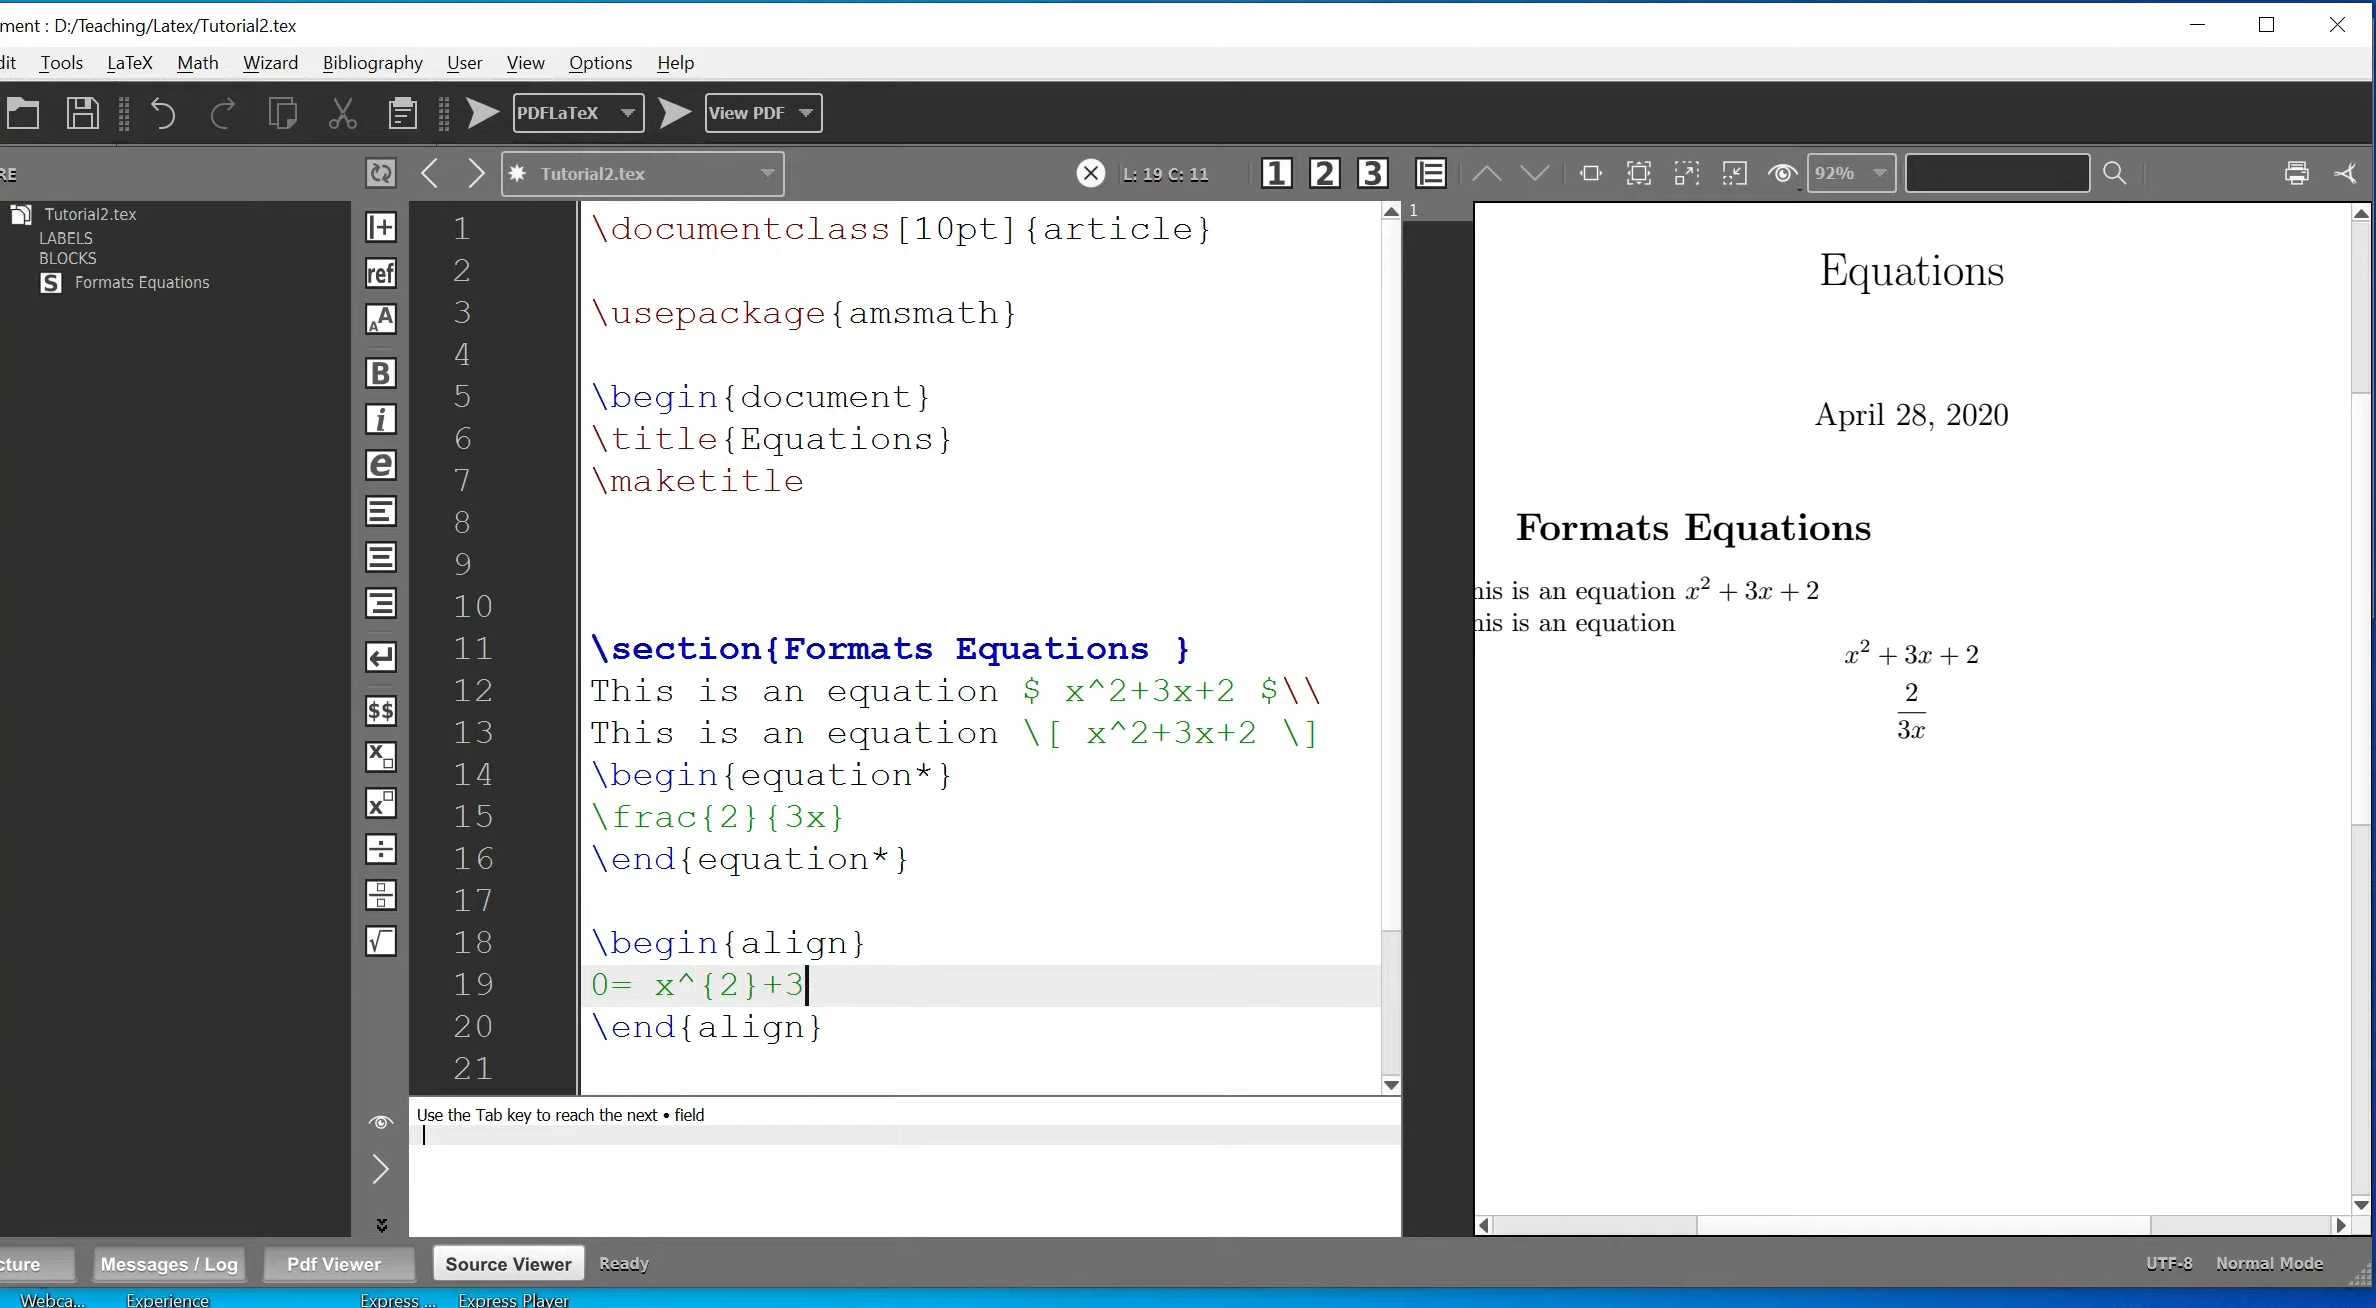 ment : D:/Teaching/Latex/Tutorial2.tex
dit Tools LaTeX Math Wizard Bibliography User View Options Help
PDFLaTeX View PDF
RE Tutorial2.tex L: 19 C: 11 1 2 3 92%
Tutorial2.tex
LABELS
BLOCKS
S Formats Equations
ref
AA
B
i
e
$$
1 \documentclass[10pt]{article}
2
3 \usepackage{amsmath}
4
5 \begin{document}
6 \title{Equations}
7 \maketitle
8
9
10
11 \section{Formats Equations }
12 This is an equation $ x^2+3x+2 $\\
13 This is an equation \[ x^2+3x+2 \]
14 \begin{equation*}
15 \frac{2}{3x}
16 \end{equation*}
17
18 \begin{align}
19 0= x^{2}+3
20 \end{align}
21
Use the Tab key to reach the next • field
1
Equations
April 28, 2020
Formats Equations
his is an equation x² + 3x + 2
his is an equation
x² + 3x + 2
2
3x
cture Messages / Log Pdf Viewer Source Viewer Ready UTF-8 Normal Mode
Webca... Experience Express ... Express Player